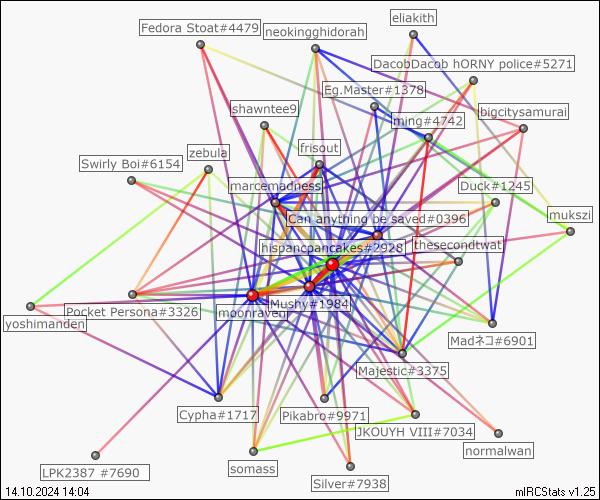 Fedora Stoat#4479
neokingghidorah
eliakith
DacobDacob hORNY police#5271
Eg.Master#1378
shawntee9
bigcitysamurai
ming#4742
zebula
frisout
Swirly Boi#6154
marcemadness
Duck#1245
mukszi
Can anything be saved#0396
hispancpancakes#2928
thesecondtwat
Mushy#1984
moonraven
Pocket Persona#3326
yoshimanden
Madネコ#6901
Majestic#3375
Cypha#1717
Pikabro#9971
JKOUYH VIII#7034
normalwan
LPK2387 #7690
somass
Silver#7938
14.10.2024 14:04
mIRCStats v1.25